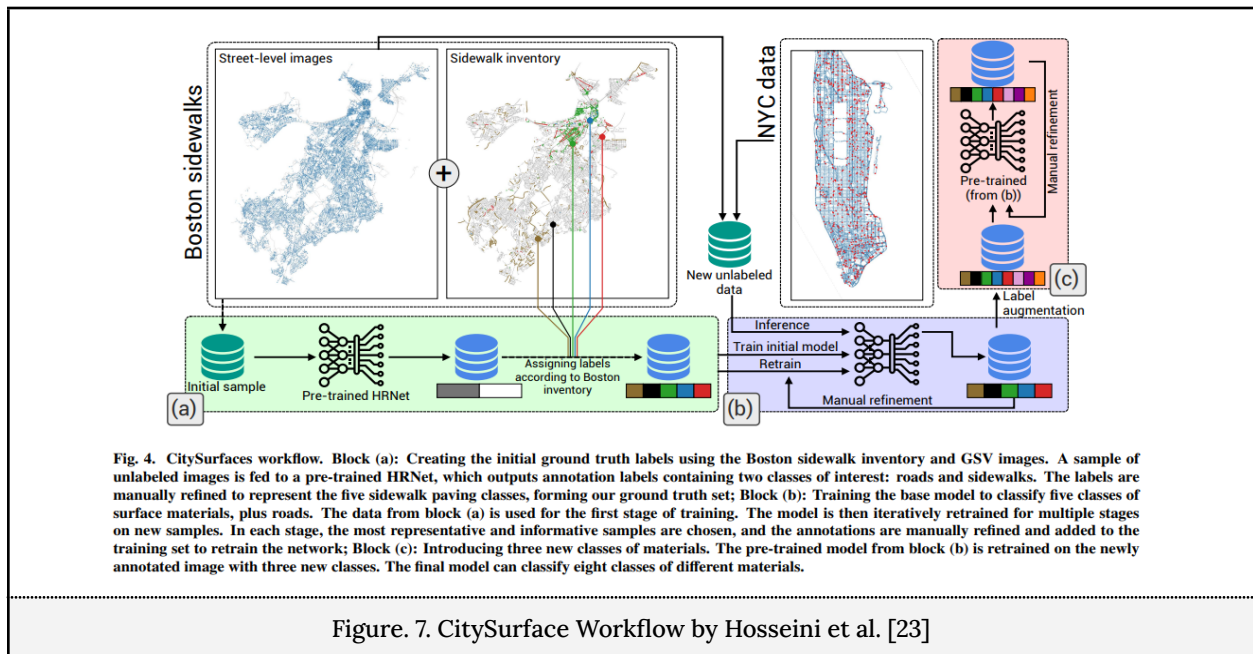 Boston sidewalks
Street-level images
Sidewalk inventory
+
NYC data
Manual refinement
Pre-trained
(from (b))
(c)
New unlabeled
data
Label
augmentation
Initial sample
Pre-trained HRNet
Assigning labels
according to Boston
inventory
(a)
Inference
Train initial model
Retrain
Manual refinement
(b)
Fig. 4. CitySurfaces workflow. Block (a): Creating the initial ground truth labels using the Boston sidewalk inventory and GSV images. A sample of
unlabeled images is fed to a pre-trained HRNet, which outputs annotation labels containing two classes of interest: roads and sidewalks. The labels are
manually refined to represent the five sidewalk paving classes, forming our ground truth set; Block (b): Training the base model to classify five classes of
surface materials, plus roads. The data from block (a) is used for the first stage of training. The model is then iteratively retrained for multiple stages
on new samples. In each stage, the most representative and informative samples are chosen, and the annotations are manually refined and added to the
training set to retrain the network; Block (c): Introducing three new classes of materials. The pre-trained model from block (b) is retrained on the newly
annotated image with three new classes. The final model can classify eight classes of different materials.
Figure. 7. CitySurface Workflow by Hosseini et al. [23]